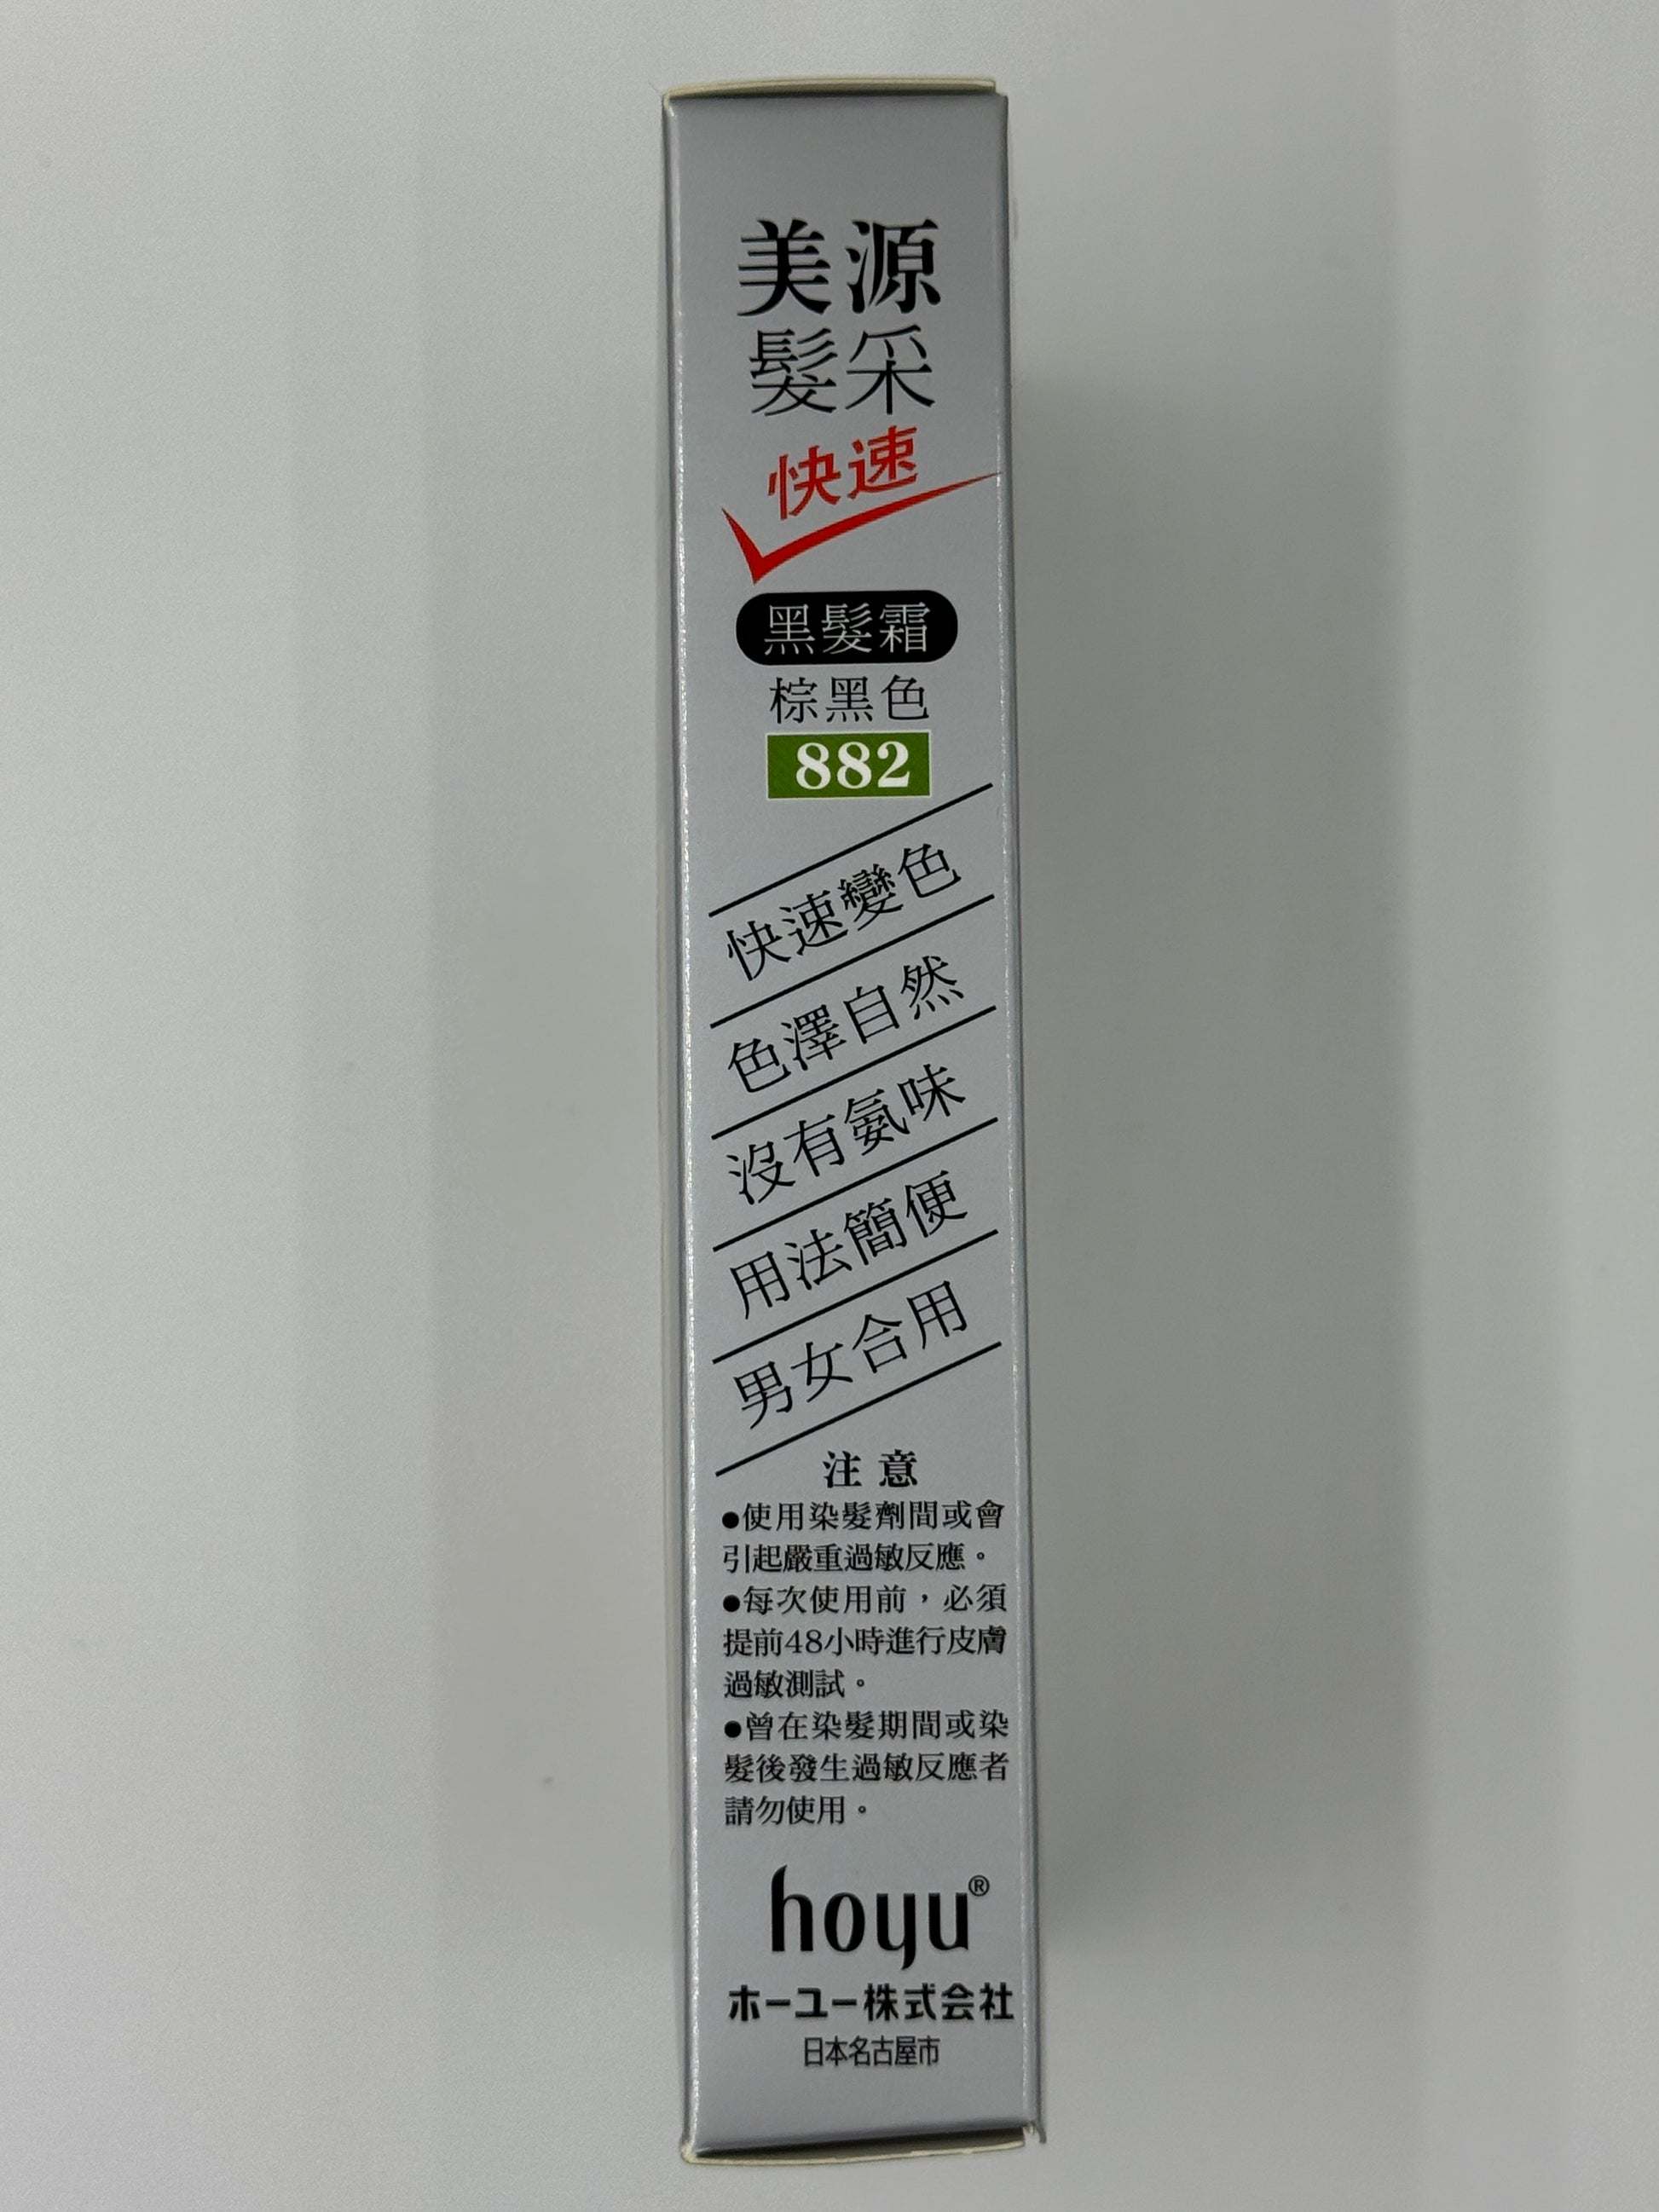 美源
髮采
快速
黑髮霜
棕黑色
882
快速變色
色澤自然
沒有氨味
用法簡便
男女合用
注意
●使用染髮劑間或會
引起嚴重過敏反應。
●每次使用前，必須
提前48小時進行皮膚
過敏測試。
●曾在染髮期間或染
髮後發生過敏反應者
請勿使用。
hoyu®
ホーユー株式会社
日本名古屋市